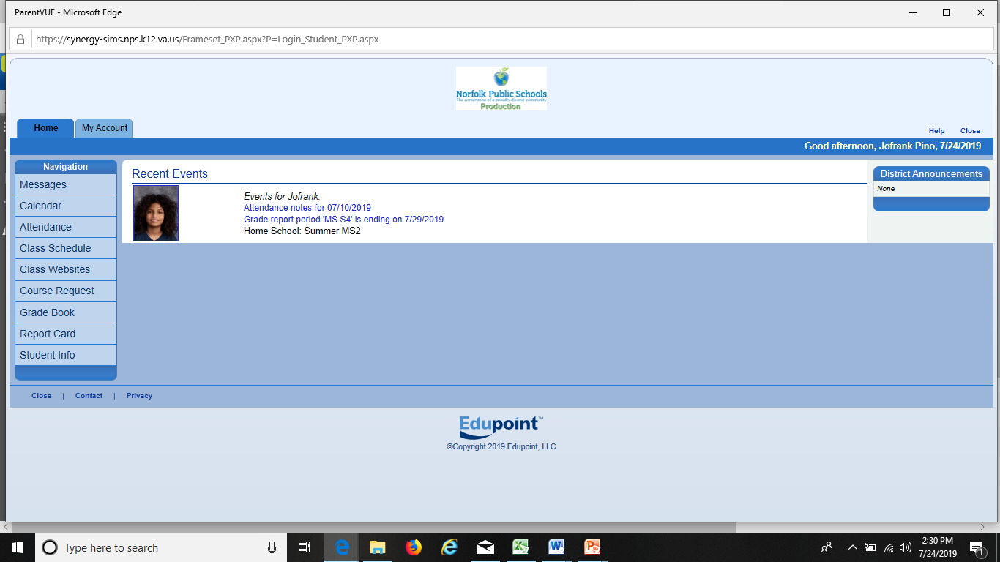 ParentVUE - Microsoft Edge
https://synergy-sims.nps.k12.va.us/Frameset_PXP.aspx?P=Login_Student_PXP.aspx
Norfolk Public Schools
The cornerstone of a proudly diverse community
Production
Home
My Account
Help
Close
Good afternoon, Jofrank Pino, 7/24/2019
Navigation
Messages
Calendar
Attendance
Class Schedule
Class Websites
Course Request
Grade Book
Report Card
Student Info
Recent Events
Events for Jofrank:
Attendance notes for 07/10/2019
Grade report period 'MS S4' is ending on 7/29/2019
Home School: Summer MS2
District Announcements
None
Close | Contact | Privacy
Edupoint™
©Copyright 2019 Edupoint, LLC
Type here to search
2:30 PM
7/24/2019
1